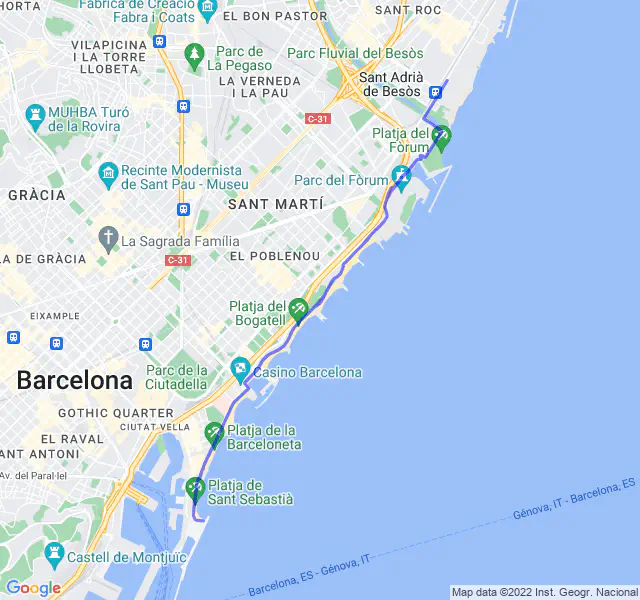 HORTA
Fàbrica de Creació
Fabra i Coats
EL BON PASTOR
SANT ROC
VILAPICINA
I LA TORRE
LLOBETA
Parc de
La Pegaso
Parc Fluvial del Besòs
LA VERNEDA
I LA PAU
Sant Adrià
de Besòs
MUHBA Turó
de la Rovira
C-31
Platja del
Fòrum
Recinte Modernista
de Sant Pau - Museu
Parc del Fòrum
GRÀCIA
SANT MARTÍ
La Sagrada Família
LA DE GRÀCIA
C-31
EL POBLENOU
EIXAMPLE
Platja del
Bogatell
Parc de la
Ciutadella
Casino Barcelona
Barcelona
GOTHIC QUARTER
CIUTAT VELLA
EL RAVAL
SANT ANTONI
Platja de la
Barceloneta
Av. del Paral·lel
Platja de
Sant Sebastià
Génova, IT - Barcelona, ES
Castell de Montjuïc
Barcelona, ES - Génova, IT
Google
Map data ©2022 Inst. Geogr. Nacional